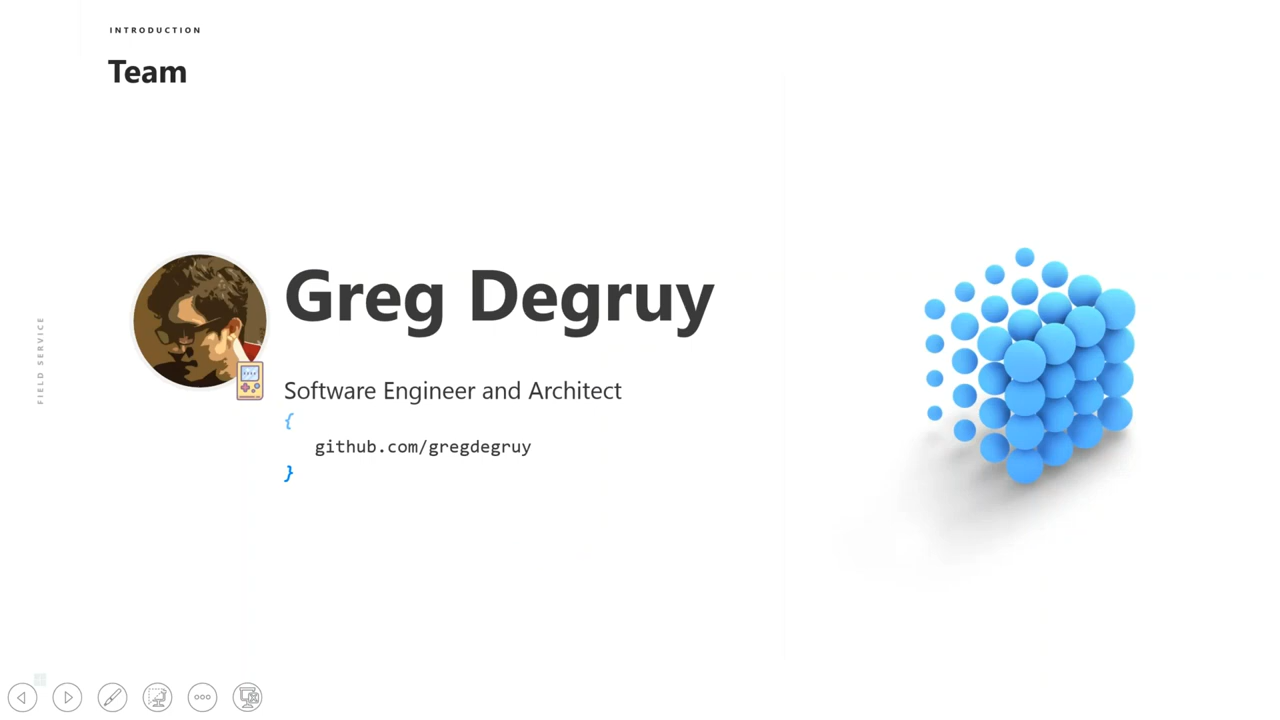 INTRODUCTION
Team
FIELD SERVICE
Greg Degruy
Software Engineer and Architect
{
github.com/gregdegruy
}